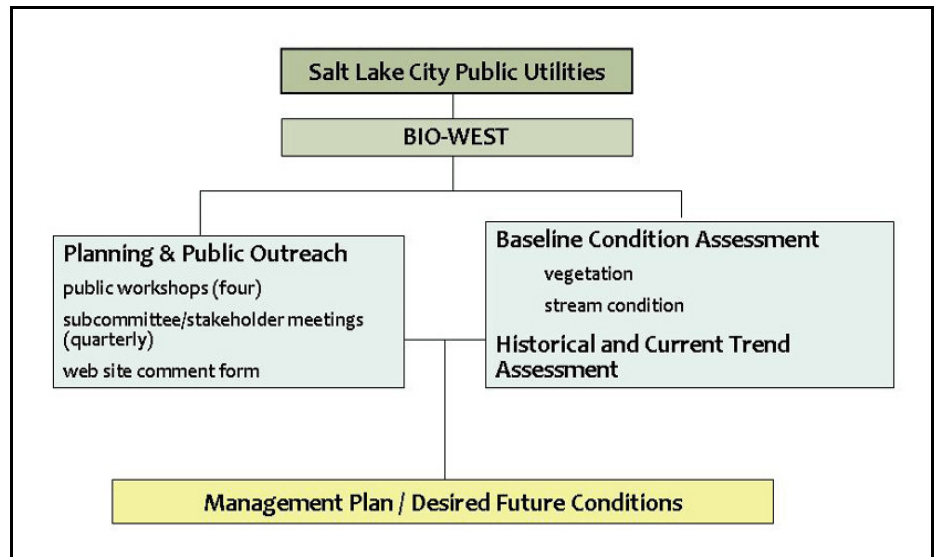 Salt Lake City Public Utilities
BIO-WEST
Planning & Public Outreach
public workshops (four)
subcommittee/stakeholder meetings
(quarterly)
web site comment form
Baseline Condition Assessment
vegetation
stream condition
Historical and Current Trend
Assessment
Management Plan / Desired Future Conditions